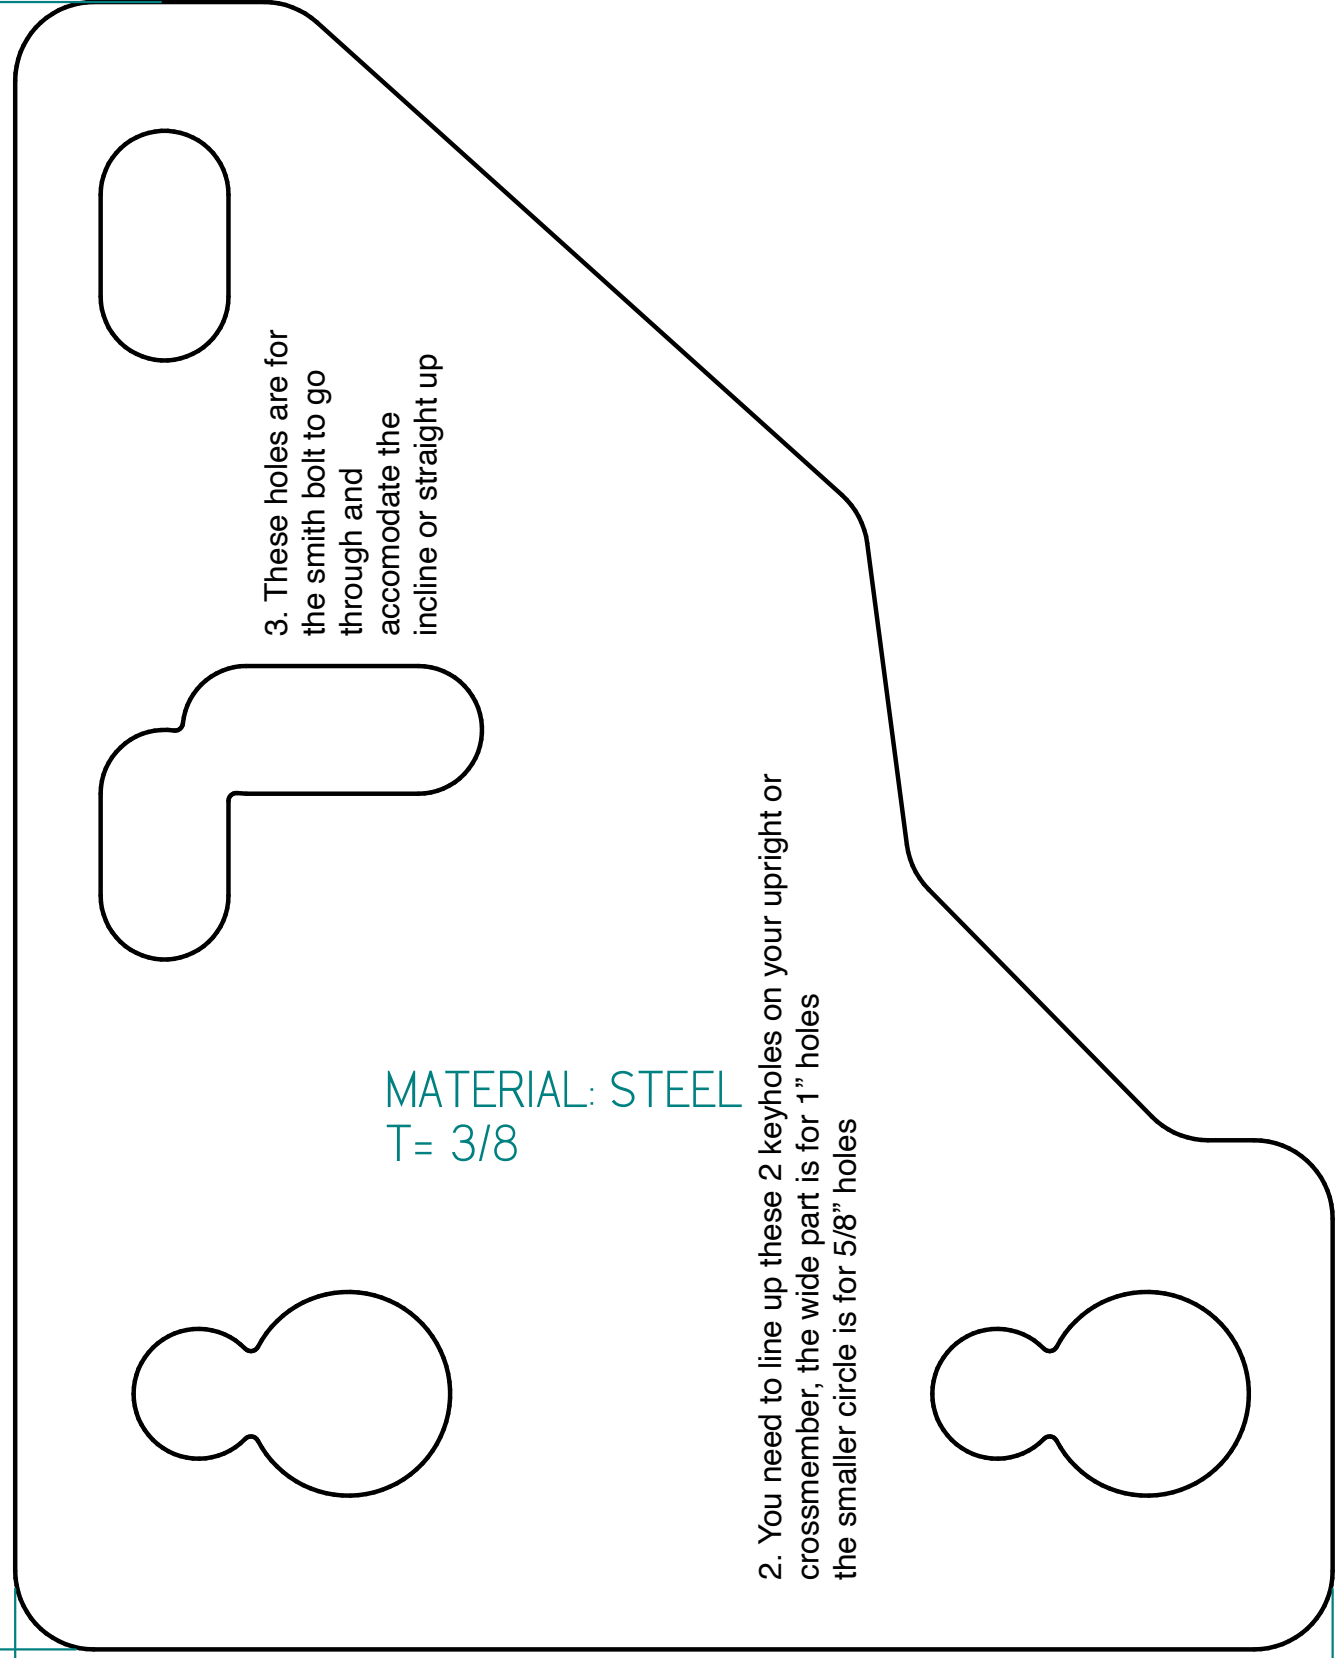 3. These holes are for
the smith bolt to go
through and
accomodate the
incline or straight up
MATERIAL: STEEL
T= 3/8
2. You need to line up these 2 keyholes on your upright or
crossmember, the wide part is for 1” holes
the smaller circle is for 5/8” holes